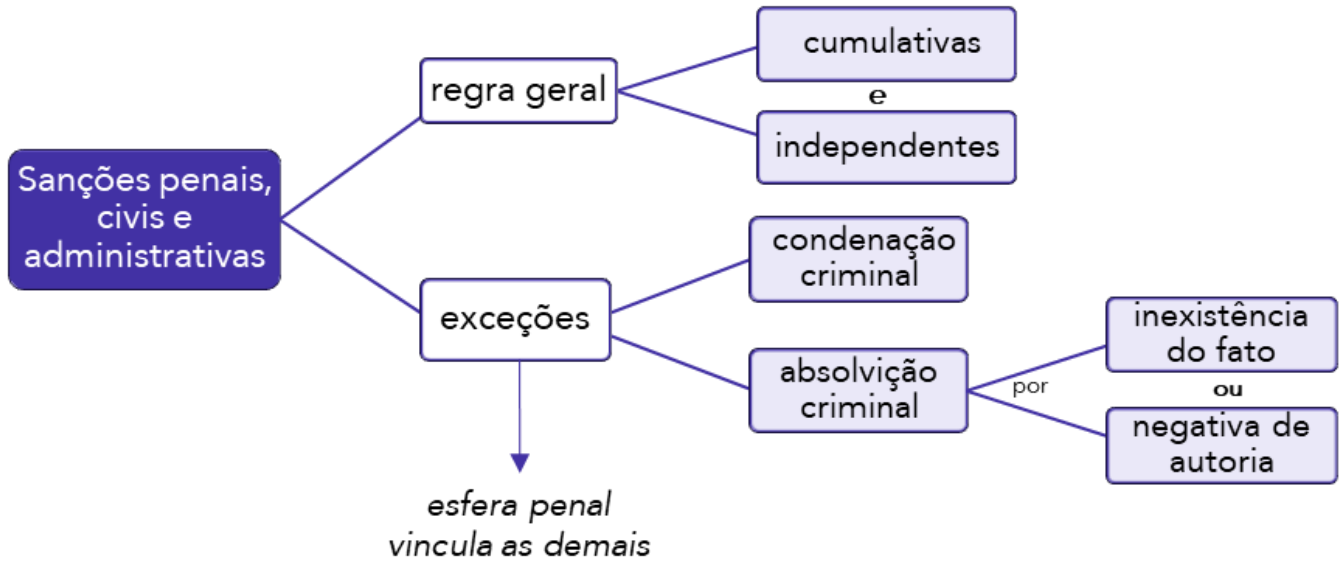 Sanções penais,
civis e
administrativas
regra geral
cumulativas
e
independentes
exceções
condenação
criminal
absolvição
criminal
por
inexistência
do fato
ou
negativa de
autoria
esfera penal
vincula as demais